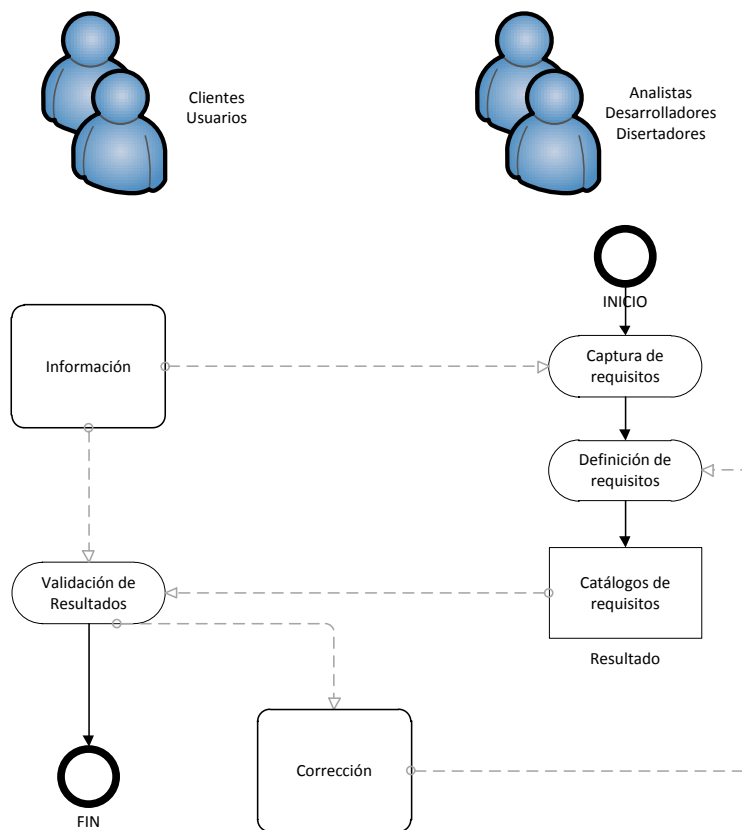 Clientes
Usuarios
Analistas
Desarrolladores
Disertadores
INICIO
Información
Captura de
requisitos
Definición de
requisitos
Validación de
Resultados
Catálogos de
requisitos
Resultado
Corrección
FIN